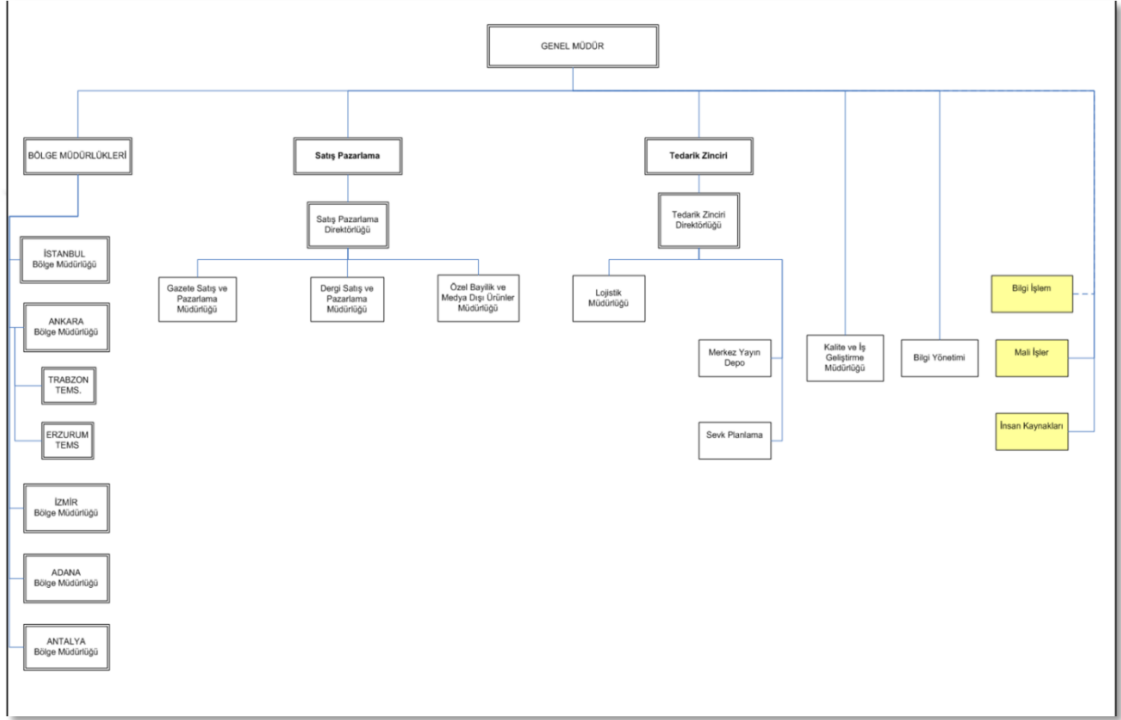 GENEL MÜDÜR
BÖLGE MÜDÜRLÜKLERİ
Satış Pazarlama
Tedarik Zinciri
Satış Pazarlama
Direktörlüğü
Tedarik Zinciri
Direktörlüğü
İSTANBUL
Bölge Müdürlüğü
Gazete Satış ve
Pazarlama
Müdürlüğü
Dergi Satış ve
Pazarlama
Müdürlüğü
Özel Bayilik ve
Medya Dışı Ürünler
Müdürlüğü
Lojistik
Müdürlüğü
Bilgi İşlem
ANKARA
Bölge Müdürlüğü
Merkez Yayın
Depo
Kalite ve İş
Geliştirme
Müdürlüğü
Bilgi Yönetimi
Mali İşler
TRABZON
TEMS.
ERZURUM
TEMS
Sevk Planlama
İnsan Kaynakları
İZMİR
Bölge Müdürlüğü
ADANA
Bölge Müdürlüğü
ANTALYA
Bölge Müdürlüğü